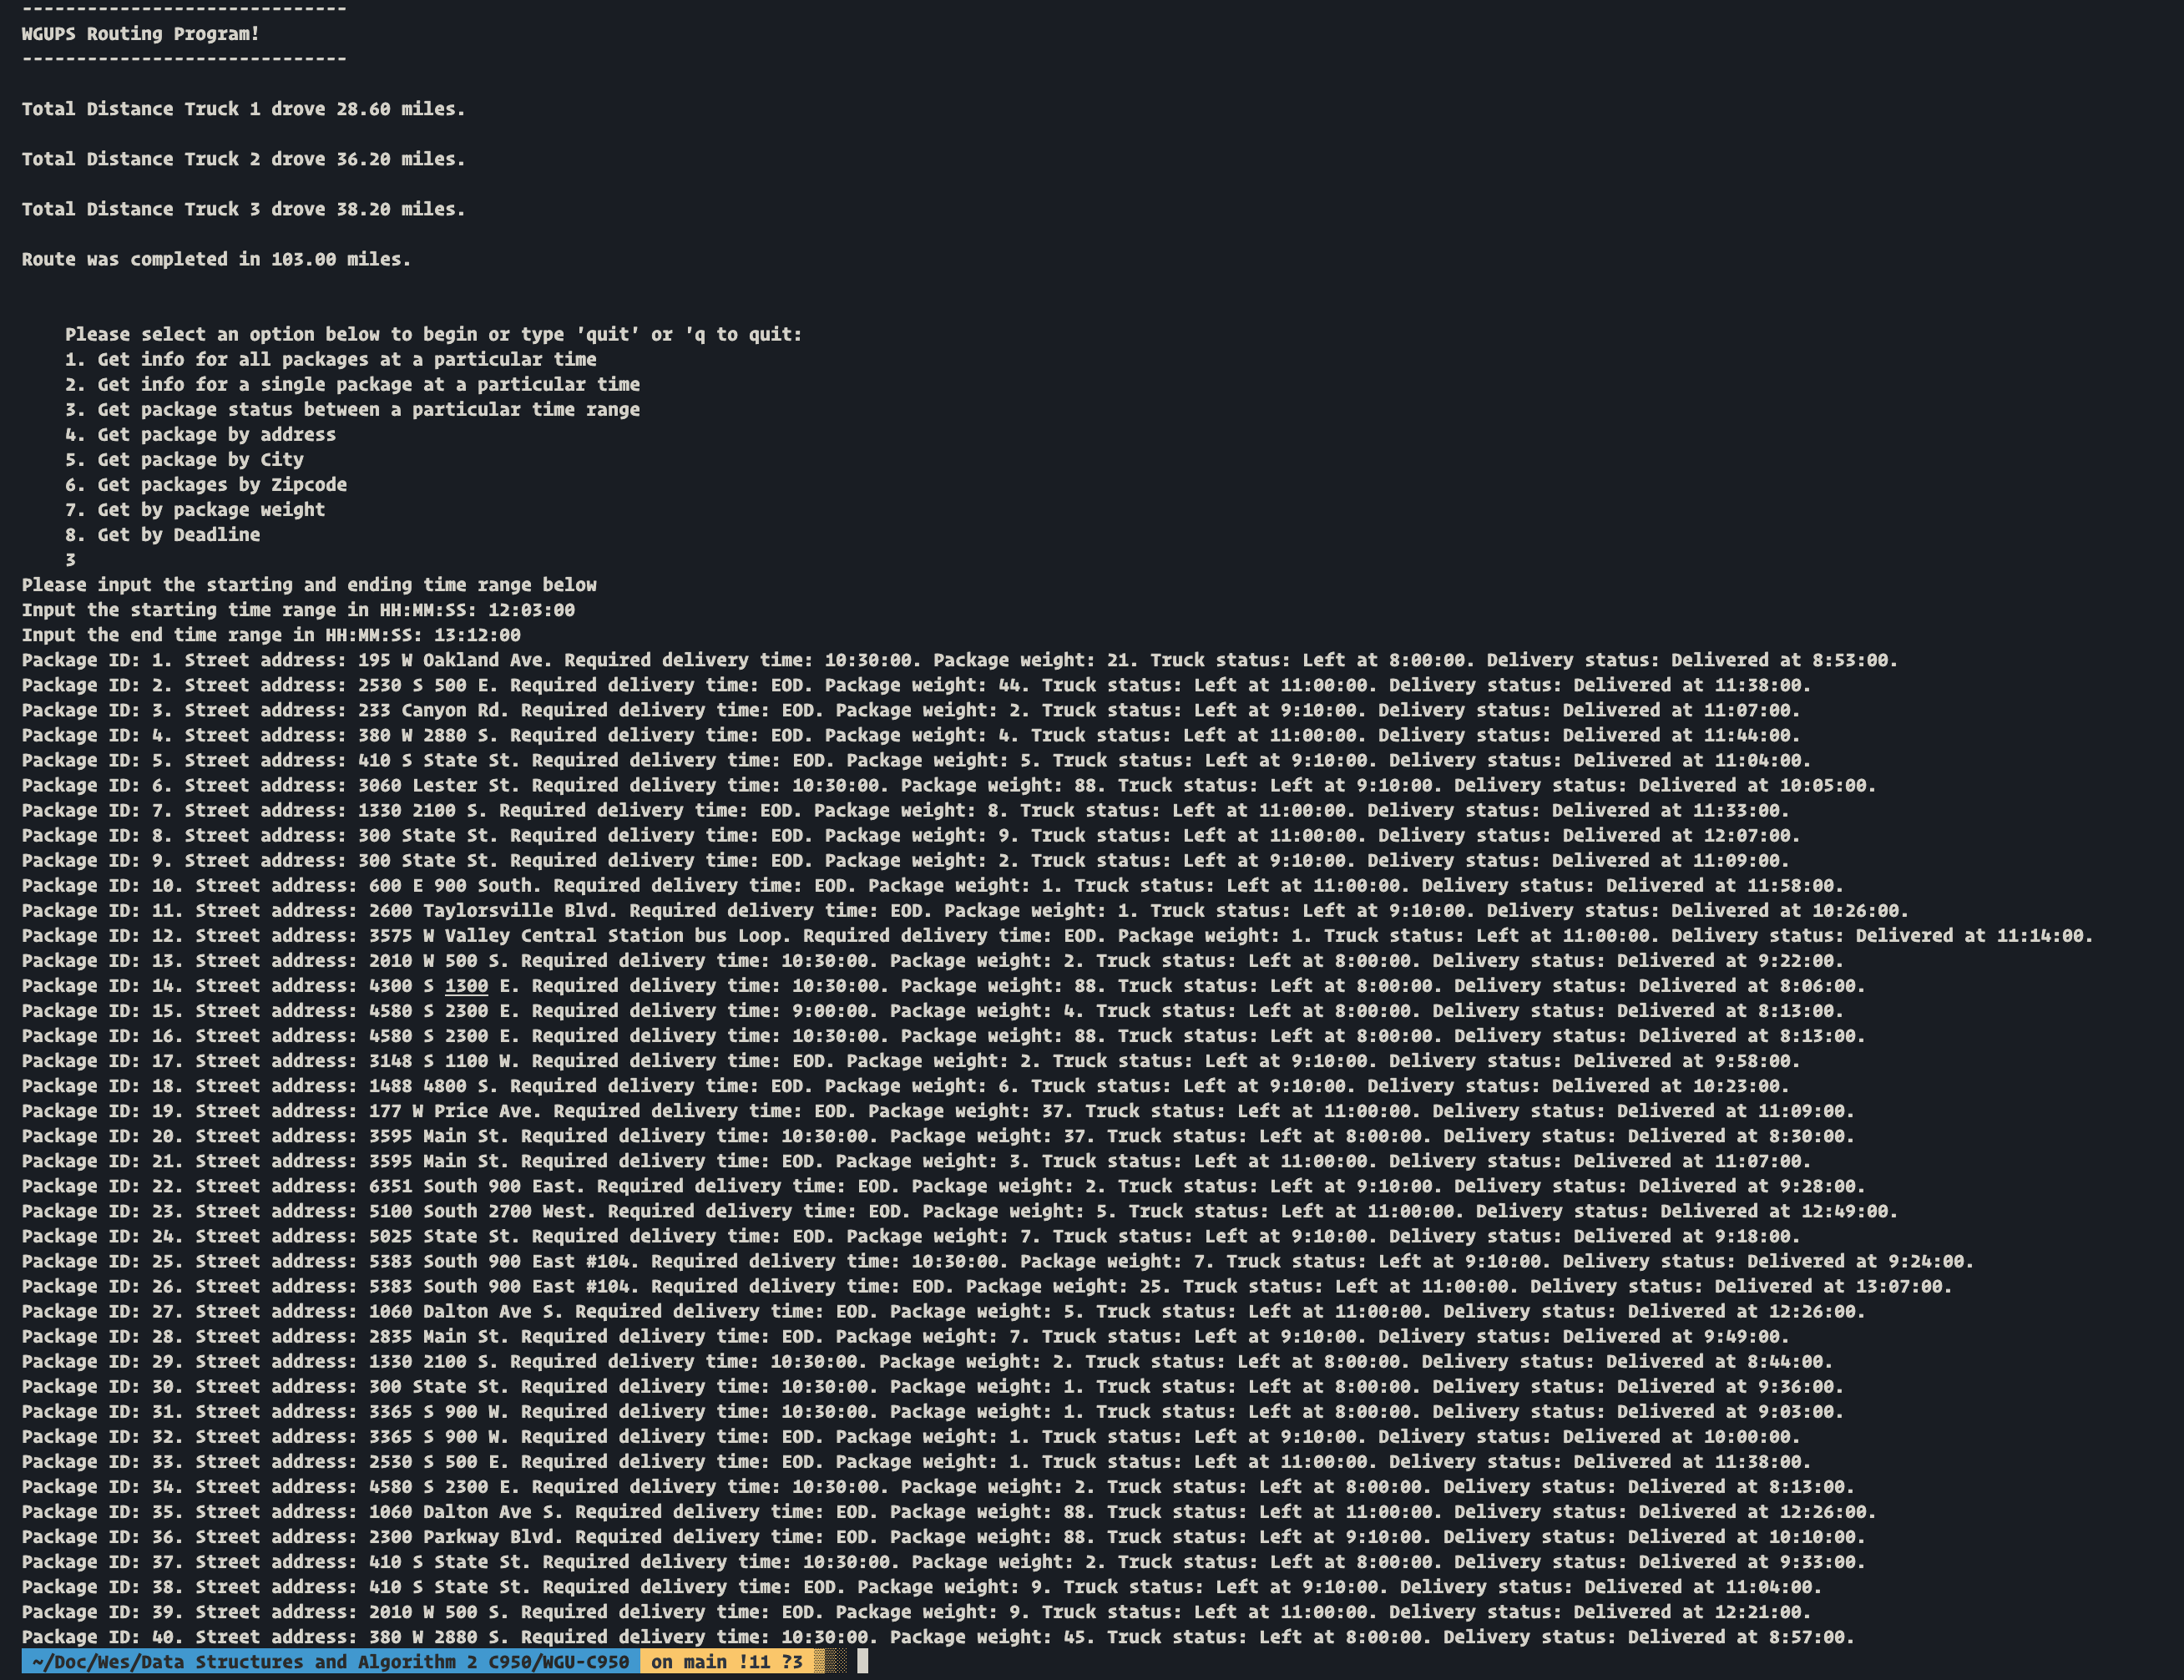 ------------------------------
WGUPS Routing Program!
------------------------------
Total Distance Truck 1 drove 28.60 miles.
Total Distance Truck 2 drove 36.20 miles.
Total Distance Truck 3 drove 38.20 miles.
Route was completed in 103.00 miles.
Please select an option below to begin or type 'quit' or 'q to quit:
1. Get info for all packages at a particular time
2. Get info for a single package at a particular time
3. Get package status between a particular time range
4. Get package by address
5. Get package by City
6. Get packages by Zipcode
7. Get by package weight
8. Get by Deadline
3
Please input the starting and ending time range below
Input the starting time range in HH:MM:SS: 12:03:00
Input the end time range in HH:MM:SS: 13:12:00
Package ID: 1. Street address: 195 W Oakland Ave. Required delivery time: 10:30:00. Package weight: 21. Truck status: Left at 8:00:00. Delivery status: Delivered at 8:53:00.
Package ID: 2. Street address: 2530 S 500 E. Required delivery time: EOD. Package weight: 44. Truck status: Left at 11:00:00. Delivery status: Delivered at 11:38:00.
Package ID: 3. Street address: 233 Canyon Rd. Required delivery time: EOD. Package weight: 2. Truck status: Left at 9:10:00. Delivery status: Delivered at 11:07:00.
Package ID: 4. Street address: 380 W 2880 S. Required delivery time: EOD. Package weight: 4. Truck status: Left at 11:00:00. Delivery status: Delivered at 11:44:00.
Package ID: 5. Street address: 410 S State St. Required delivery time: EOD. Package weight: 5. Truck status: Left at 9:10:00. Delivery status: Delivered at 11:04:00.
Package ID: 6. Street address: 3060 Lester St. Required delivery time: 10:30:00. Package weight: 88. Truck status: Left at 9:10:00. Delivery status: Delivered at 10:05:00.
Package ID: 7. Street address: 1330 2100 S. Required delivery time: EOD. Package weight: 8. Truck status: Left at 11:00:00. Delivery status: Delivered at 11:33:00.
Package ID: 8. Street address: 300 State St. Required delivery time: EOD. Package weight: 9. Truck status: Left at 11:00:00. Delivery status: Delivered at 12:07:00.
Package ID: 9. Street address: 300 State St. Required delivery time: EOD. Package weight: 2. Truck status: Left at 9:10:00. Delivery status: Delivered at 11:09:00.
Package ID: 10. Street address: 600 E 900 South. Required delivery time: EOD. Package weight: 1. Truck status: Left at 11:00:00. Delivery status: Delivered at 11:58:00.
Package ID: 11. Street address: 2600 Taylorsville Blvd. Required delivery time: EOD. Package weight: 1. Truck status: Left at 9:10:00. Delivery status: Delivered at 10:26:00.
Package ID: 12. Street address: 3575 W Valley Central Station bus Loop. Required delivery time: EOD. Package weight: 1. Truck status: Left at 11:00:00. Delivery status: Delivered at 11:14:00.
Package ID: 13. Street address: 2010 W 500 S. Required delivery time: 10:30:00. Package weight: 2. Truck status: Left at 8:00:00. Delivery status: Delivered at 9:22:00.
Package ID: 14. Street address: 4300 S 1300 E. Required delivery time: 10:30:00. Package weight: 88. Truck status: Left at 8:00:00. Delivery status: Delivered at 8:06:00.
Package ID: 15. Street address: 4580 S 2300 E. Required delivery time: 9:00:00. Package weight: 4. Truck status: Left at 8:00:00. Delivery status: Delivered at 8:13:00.
Package ID: 16. Street address: 4580 S 2300 E. Required delivery time: 10:30:00. Package weight: 88. Truck status: Left at 8:00:00. Delivery status: Delivered at 8:13:00.
Package ID: 17. Street address: 3148 S 1100 W. Required delivery time: EOD. Package weight: 2. Truck status: Left at 9:10:00. Delivery status: Delivered at 9:58:00.
Package ID: 18. Street address: 1488 4800 S. Required delivery time: EOD. Package weight: 6. Truck status: Left at 9:10:00. Delivery status: Delivered at 10:23:00.
Package ID: 19. Street address: 177 W Price Ave. Required delivery time: EOD. Package weight: 37. Truck status: Left at 11:00:00. Delivery status: Delivered at 11:09:00.
Package ID: 20. Street address: 3595 Main St. Required delivery time: 10:30:00. Package weight: 37. Truck status: Left at 8:00:00. Delivery status: Delivered at 8:30:00.
Package ID: 21. Street address: 3595 Main St. Required delivery time: EOD. Package weight: 3. Truck status: Left at 11:00:00. Delivery status: Delivered at 11:07:00.
Package ID: 22. Street address: 6351 South 900 East. Required delivery time: EOD. Package weight: 2. Truck status: Left at 9:10:00. Delivery status: Delivered at 9:28:00.
Package ID: 23. Street address: 5100 South 2700 West. Required delivery time: EOD. Package weight: 5. Truck status: Left at 11:00:00. Delivery status: Delivered at 12:49:00.
Package ID: 24. Street address: 5025 State St. Required delivery time: EOD. Package weight: 7. Truck status: Left at 9:10:00. Delivery status: Delivered at 9:18:00.
Package ID: 25. Street address: 5383 South 900 East #104. Required delivery time: 10:30:00. Package weight: 7. Truck status: Left at 9:10:00. Delivery status: Delivered at 9:24:00.
Package ID: 26. Street address: 5383 South 900 East #104. Required delivery time: EOD. Package weight: 25. Truck status: Left at 11:00:00. Delivery status: Delivered at 13:07:00.
Package ID: 27. Street address: 1060 Dalton Ave S. Required delivery time: EOD. Package weight: 5. Truck status: Left at 11:00:00. Delivery status: Delivered at 12:26:00.
Package ID: 28. Street address: 2835 Main St. Required delivery time: EOD. Package weight: 7. Truck status: Left at 9:10:00. Delivery status: Delivered at 9:49:00.
Package ID: 29. Street address: 1330 2100 S. Required delivery time: 10:30:00. Package weight: 2. Truck status: Left at 8:00:00. Delivery status: Delivered at 8:44:00.
Package ID: 30. Street address: 300 State St. Required delivery time: 10:30:00. Package weight: 1. Truck status: Left at 8:00:00. Delivery status: Delivered at 9:36:00.
Package ID: 31. Street address: 3365 S 900 W. Required delivery time: 10:30:00. Package weight: 1. Truck status: Left at 8:00:00. Delivery status: Delivered at 9:03:00.
Package ID: 32. Street address: 3365 S 900 W. Required delivery time: EOD. Package weight: 1. Truck status: Left at 9:10:00. Delivery status: Delivered at 10:00:00.
Package ID: 33. Street address: 2530 S 500 E. Required delivery time: EOD. Package weight: 1. Truck status: Left at 11:00:00. Delivery status: Delivered at 11:38:00.
Package ID: 34. Street address: 4580 S 2300 E. Required delivery time: 10:30:00. Package weight: 2. Truck status: Left at 8:00:00. Delivery status: Delivered at 8:13:00.
Package ID: 35. Street address: 1060 Dalton Ave S. Required delivery time: EOD. Package weight: 88. Truck status: Left at 11:00:00. Delivery status: Delivered at 12:26:00.
Package ID: 36. Street address: 2300 Parkway Blvd. Required delivery time: EOD. Package weight: 88. Truck status: Left at 9:10:00. Delivery status: Delivered at 10:10:00.
Package ID: 37. Street address: 410 S State St. Required delivery time: 10:30:00. Package weight: 2. Truck status: Left at 8:00:00. Delivery status: Delivered at 9:33:00.
Package ID: 38. Street address: 410 S State St. Required delivery time: EOD. Package weight: 9. Truck status: Left at 9:10:00. Delivery status: Delivered at 11:04:00.
Package ID: 39. Street address: 2010 W 500 S. Required delivery time: EOD. Package weight: 9. Truck status: Left at 11:00:00. Delivery status: Delivered at 12:21:00.
Package ID: 40. Street address: 380 W 2880 S. Required delivery time: 10:30:00. Package weight: 45. Truck status: Left at 8:00:00. Delivery status: Delivered at 8:57:00.
~/Doc/Wes/Data Structures and Algorithm 2 C950/WGU-C950 on main !11 ?3